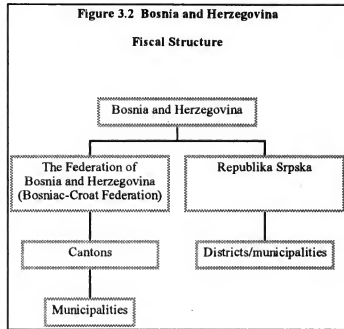 Figure 3.2 Bosnia and Herzegovina
Fiscal Structure
Bosnia and Herzegovina
The Federation of
Bosnia and Herzegovina
(Bosniac-Croat Federation)
Republika Srpska
Cantons
Districts/municipalities
Municipalities